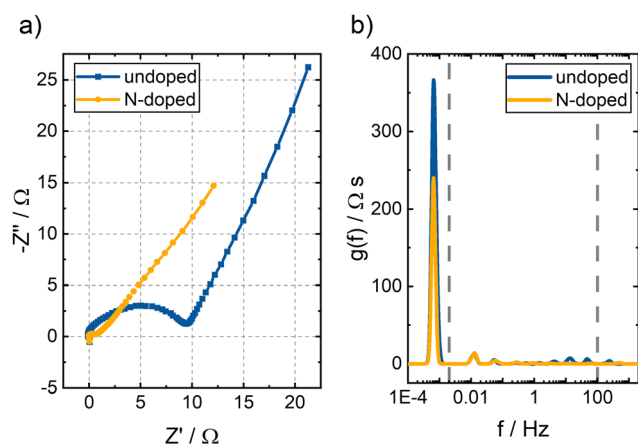 a)
undoped
N-doped
25
20
15
10
5
0
-5
-Z'' / Ω
0 5 10 15 20
Z' / Ω
b)
undoped
N-doped
400
300
200
100
0
g(f) / Ω s
1E-4 0.01 1 100
f / Hz